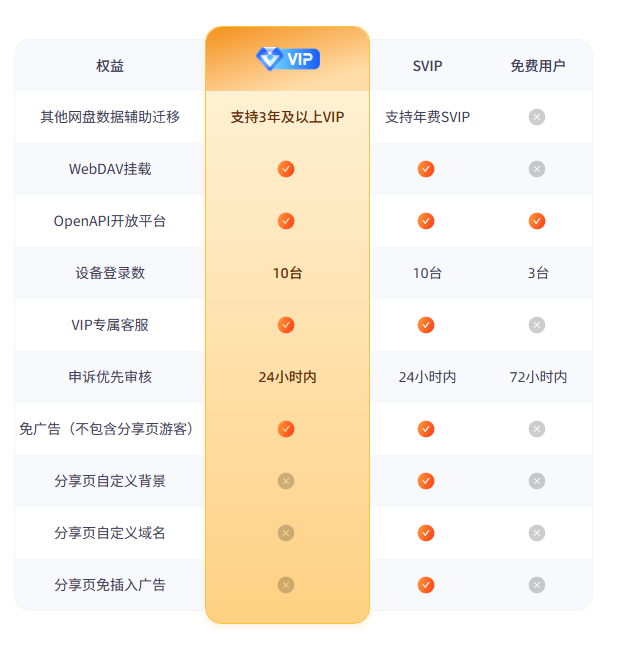 权益 VIP SVIP 免费用户
其他网盘数据辅助迁移 支持3年及以上VIP 支持年费SVIP
WebDAV挂载
OpenAPI开放平台
设备登录数 10台 10台 3台
VIP专属客服
申诉优先审核 24小时内 24小时内 72小时内
免广告（不包含分享页游客）
分享页自定义背景
分享页自定义域名
分享页免插入广告